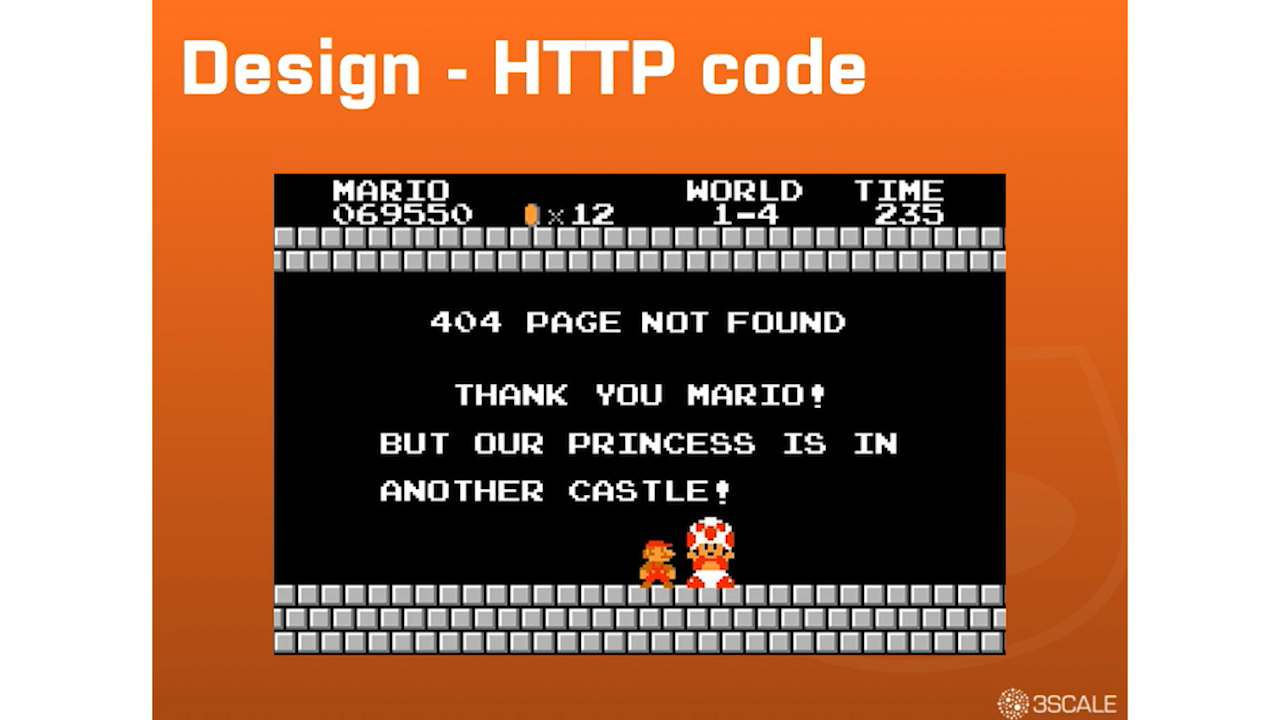 Design - HTTP code
MARIO WORLD TIME
069550 x12 1-4 235
404 PAGE NOT FOUND
THANK YOU MARIO!
BUT OUR PRINCESS IS IN
ANOTHER CASTLE!
3SCALE